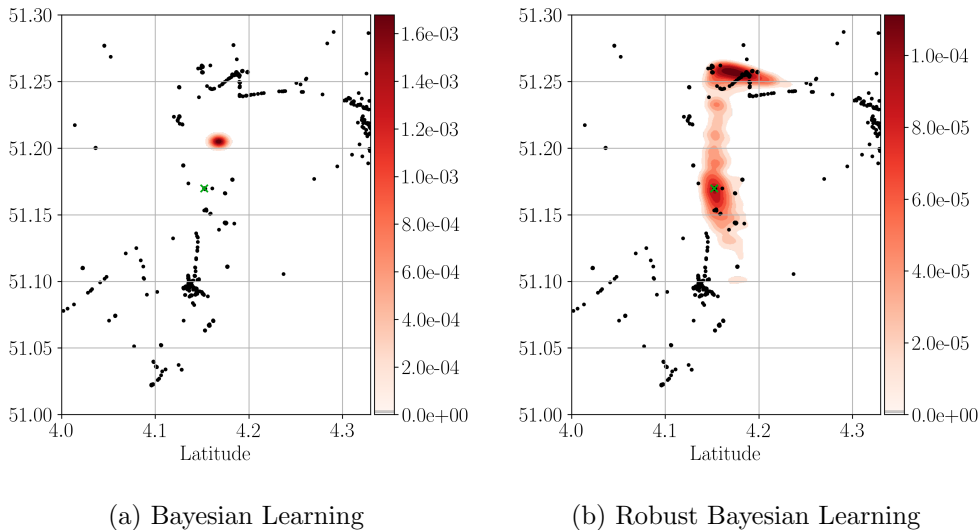 51.30
51.25
51.20
51.15
51.10
51.05
51.00
4.0 4.1 4.2 4.3
Latitude
1.6e-03
1.4e-03
1.2e-03
1.0e-03
8.0e-04
6.0e-04
4.0e-04
2.0e-04
0.0e+00
(a) Bayesian Learning
51.30
51.25
51.20
51.15
51.10
51.05
51.00
4.0 4.1 4.2 4.3
Latitude
1.0e-04
8.0e-05
6.0e-05
4.0e-05
2.0e-05
0.0e+00
(b) Robust Bayesian Learning